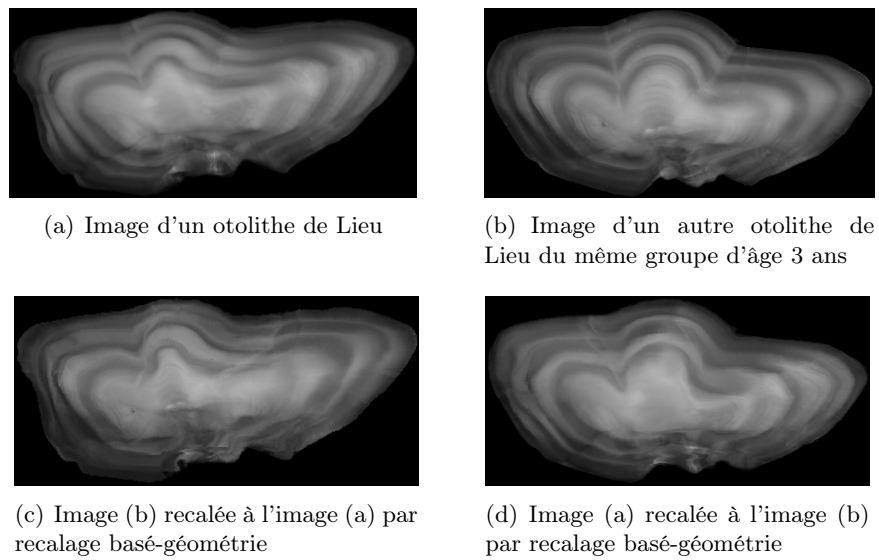 (a) Image d'un otolithe de Lieu
(b) Image d'un autre otolithe de
Lieu du même groupe d'âge 3 ans
(c) Image (b) recalée à l'image (a) par
recalage basé-géométrie
(d) Image (a) recalée à l'image (b)
par recalage basé-géométrie